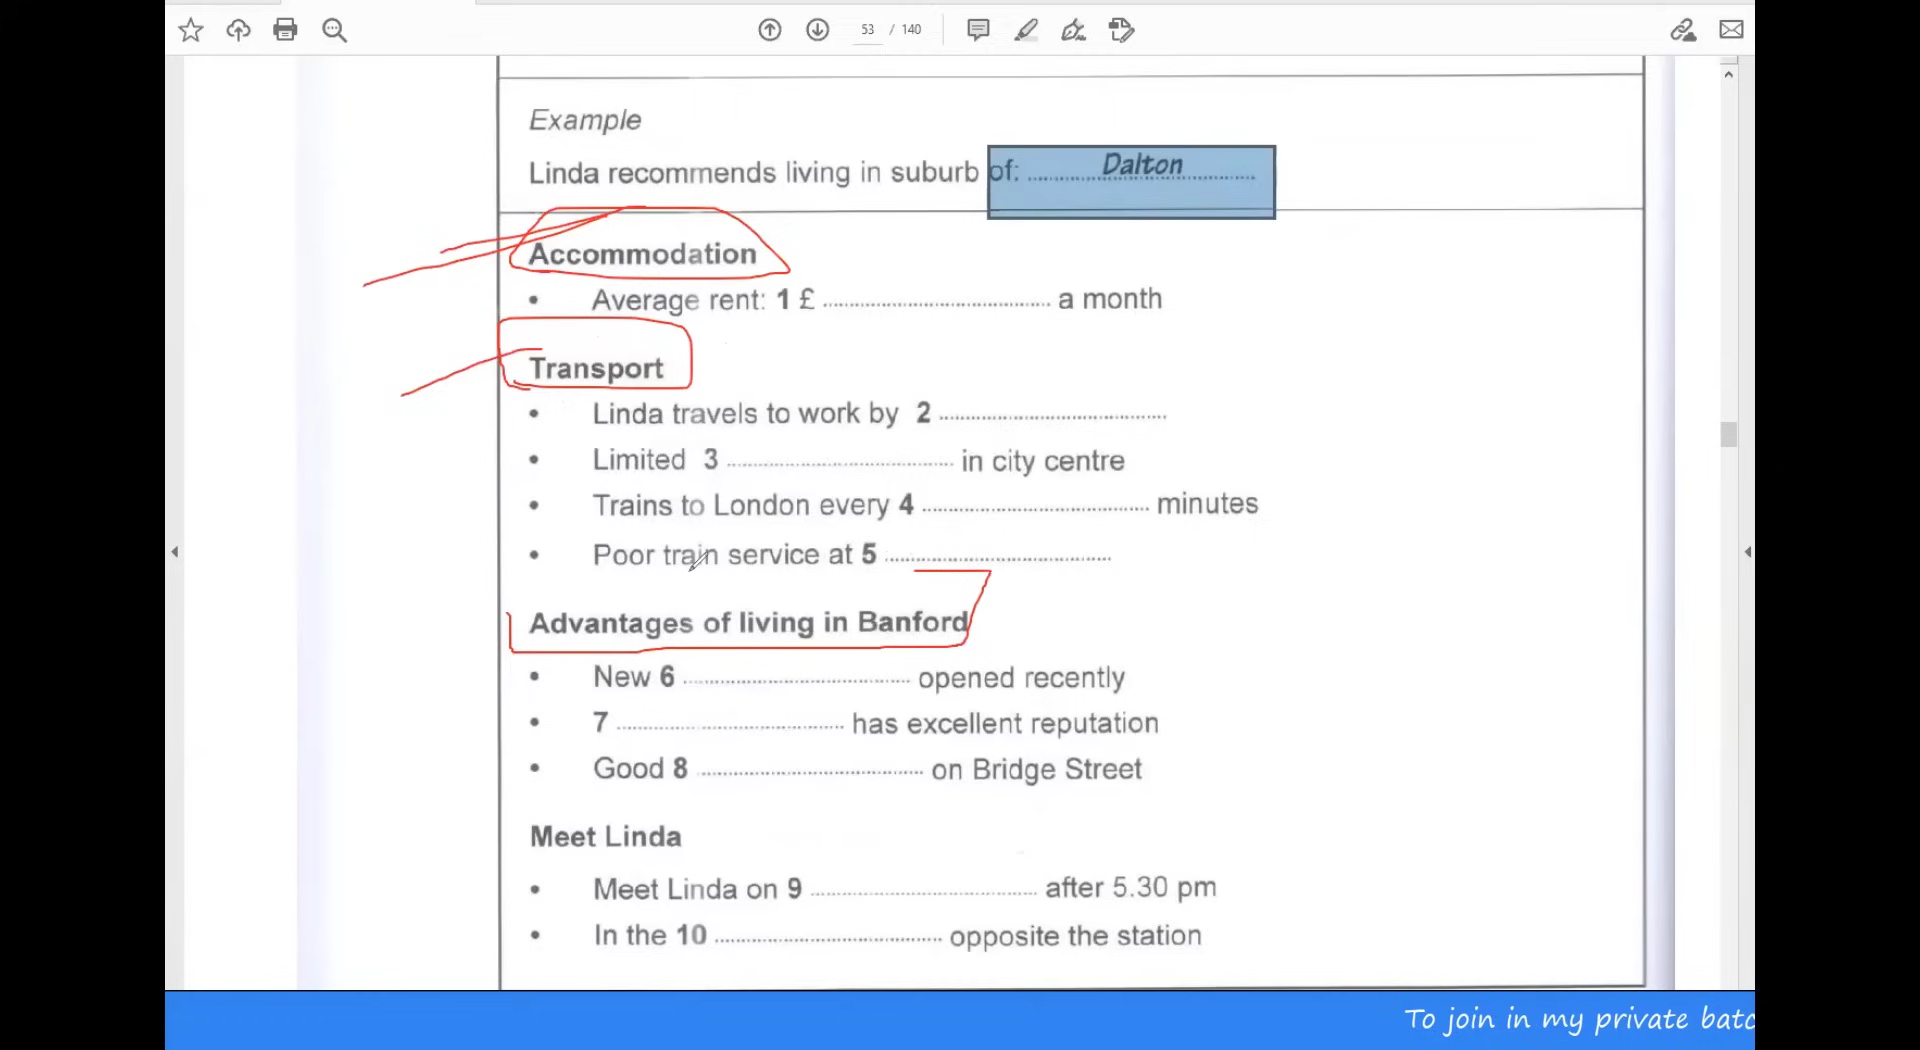 53 / 140
Example
Linda recommends living in suburb of: ........Dalton........
Accommodation
• Average rent: 1 £ ........................ a month
Transport
• Linda travels to work by 2 ........................
• Limited 3 ........................ in city centre
• Trains to London every 4 ........................ minutes
• Poor train service at 5 ........................
Advantages of living in Banford
• New 6 ........................ opened recently
• 7 ........................ has excellent reputation
• Good 8 ........................ on Bridge Street
Meet Linda
• Meet Linda on 9 ........................ after 5.30 pm
• In the 10 ........................ opposite the station
To join in my private batc